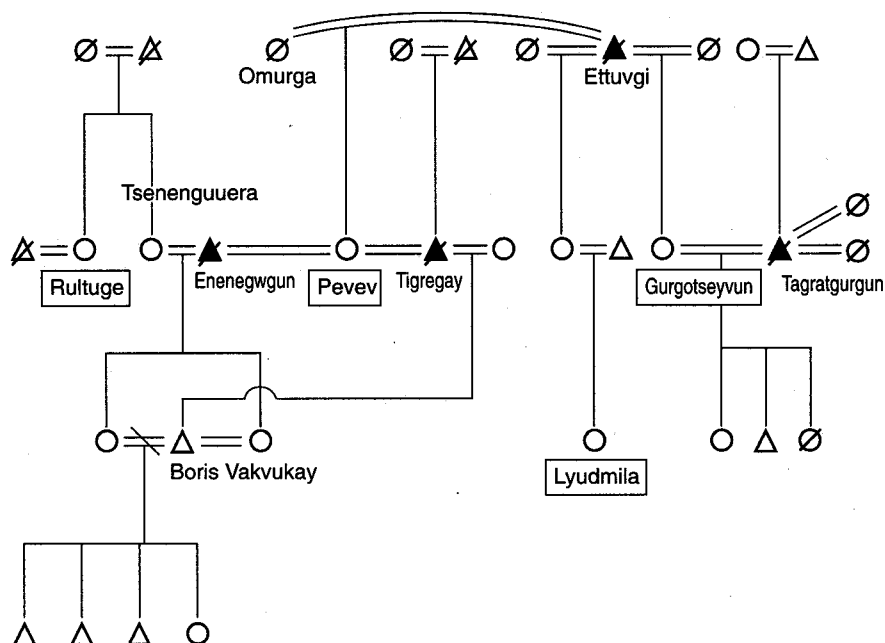 Omurga
Ettuvgi
Tsenenguuera
Rultuge
Enenegwgun
Pevev
Tigregay
Gurgotseyvun
Tagratgurgun
Boris Vakvukay
Lyudmila